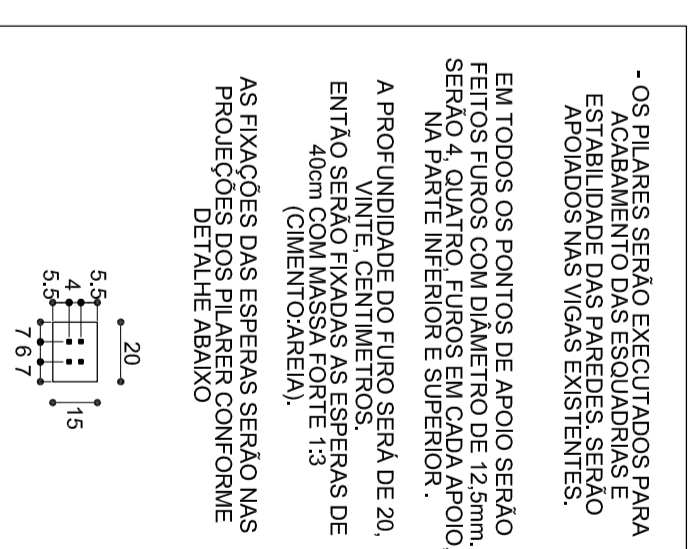 - OS PILARES SERÃO EXECUTADOS PARA
ACABAMENTO DAS ESQUADRIAS E
ESTABILIDADE DAS PAREDES. SERÃO
APOIADOS NAS VIGAS EXISTENTES.
EM TODOS OS PONTOS DE APOIO SERÃO
FEITOS FUROS COM DIÂMETRO DE 12,5mm.
SERÃO 4, QUATRO, FUROS EM CADA APOIO,
NA PARTE INFERIOR E SUPERIOR .
A PROFUNDIDADE DO FURO SERÁ DE 20,
VINTE, CENTIMETROS.
ENTÃO SERÃO FIXADAS AS ESPERAS DE
40cm COM MASSA FORTE 1:3
(CIMENTO:AREIA).
AS FIXAÇÕES DAS ESPERAS SERÃO NAS
PROJEÇÕES DOS PILARER CONFORME
DETALHE ABAIXO
20
15
5.5
4
5.5
7 6 7